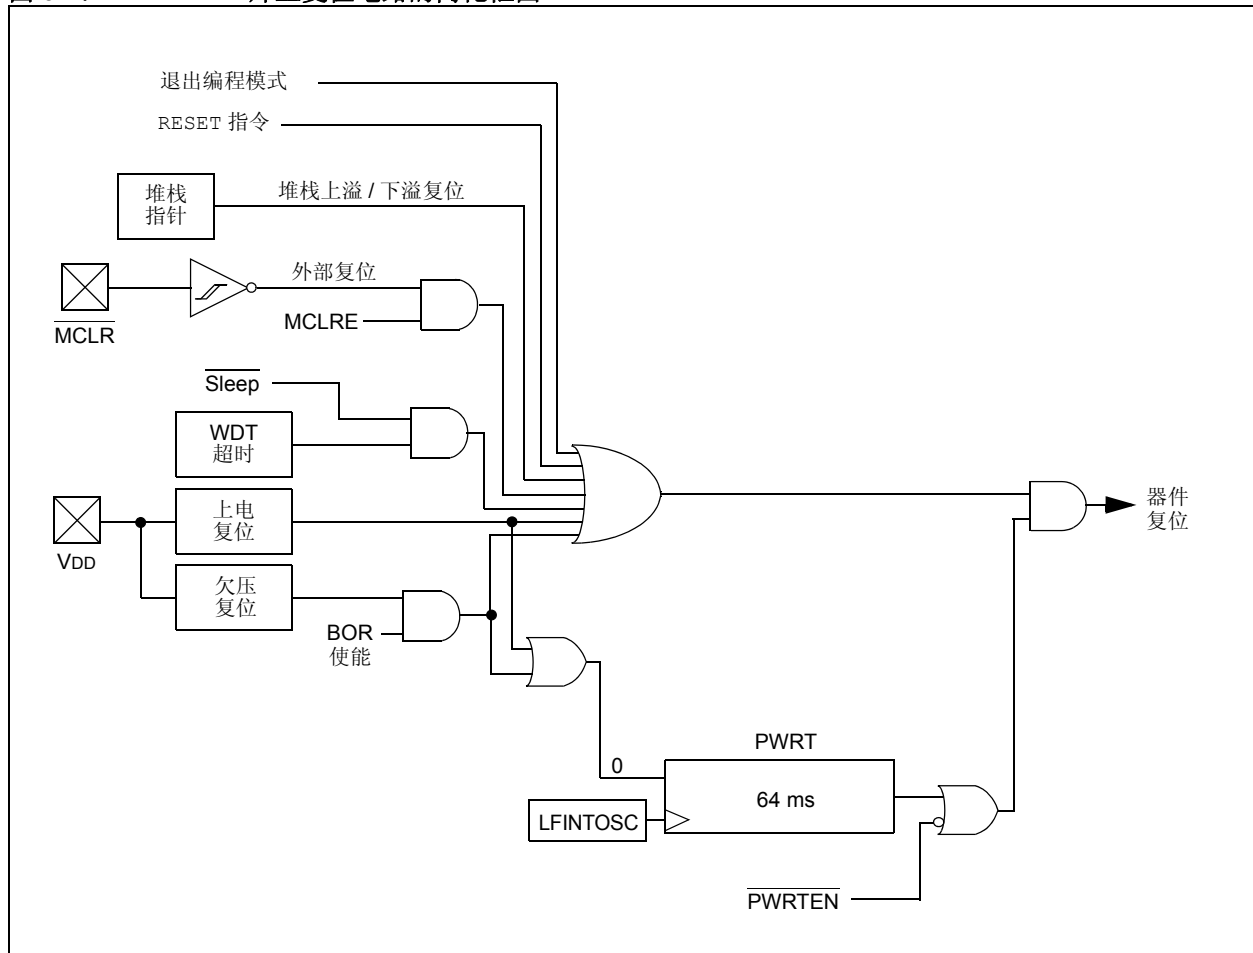 退出编程模式
RESET 指令
堆栈
指针
堆栈上溢 / 下溢复位
外部复位
MCLR
MCLRE
Sleep
WDT
超时
上电
复位
VDD
欠压
复位
BOR
使能
器件
复位
PWRT
0
64 ms
LFINTOSC
PWRTEN